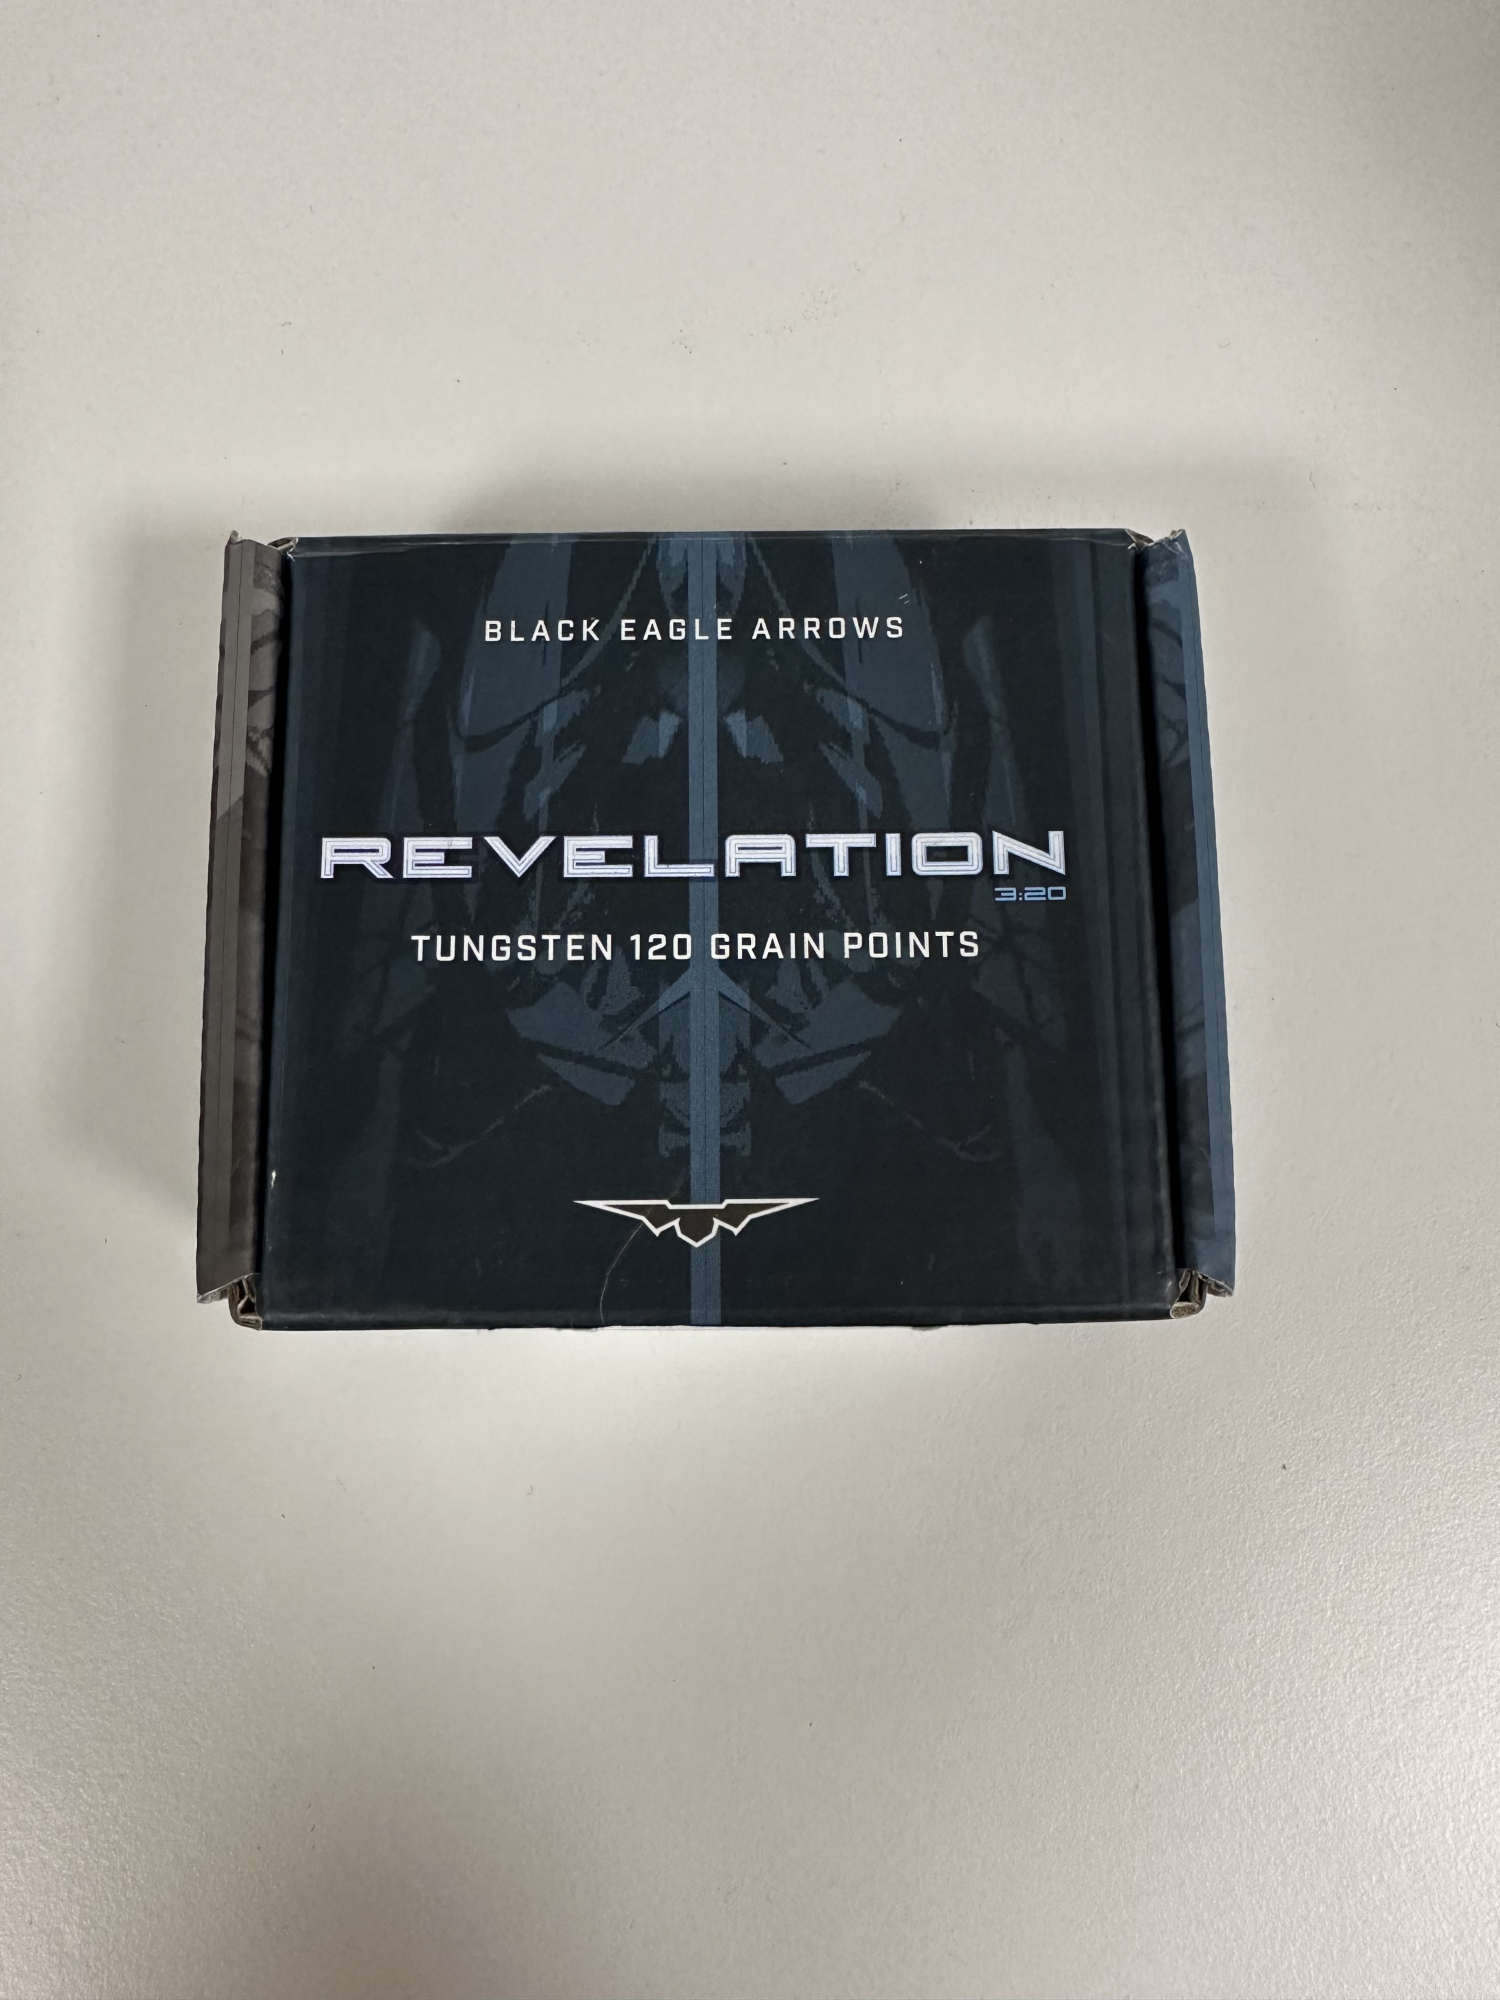 BLACK EAGLE ARROWS
REVELATION
3:20
TUNGSTEN 120 GRAIN POINTS